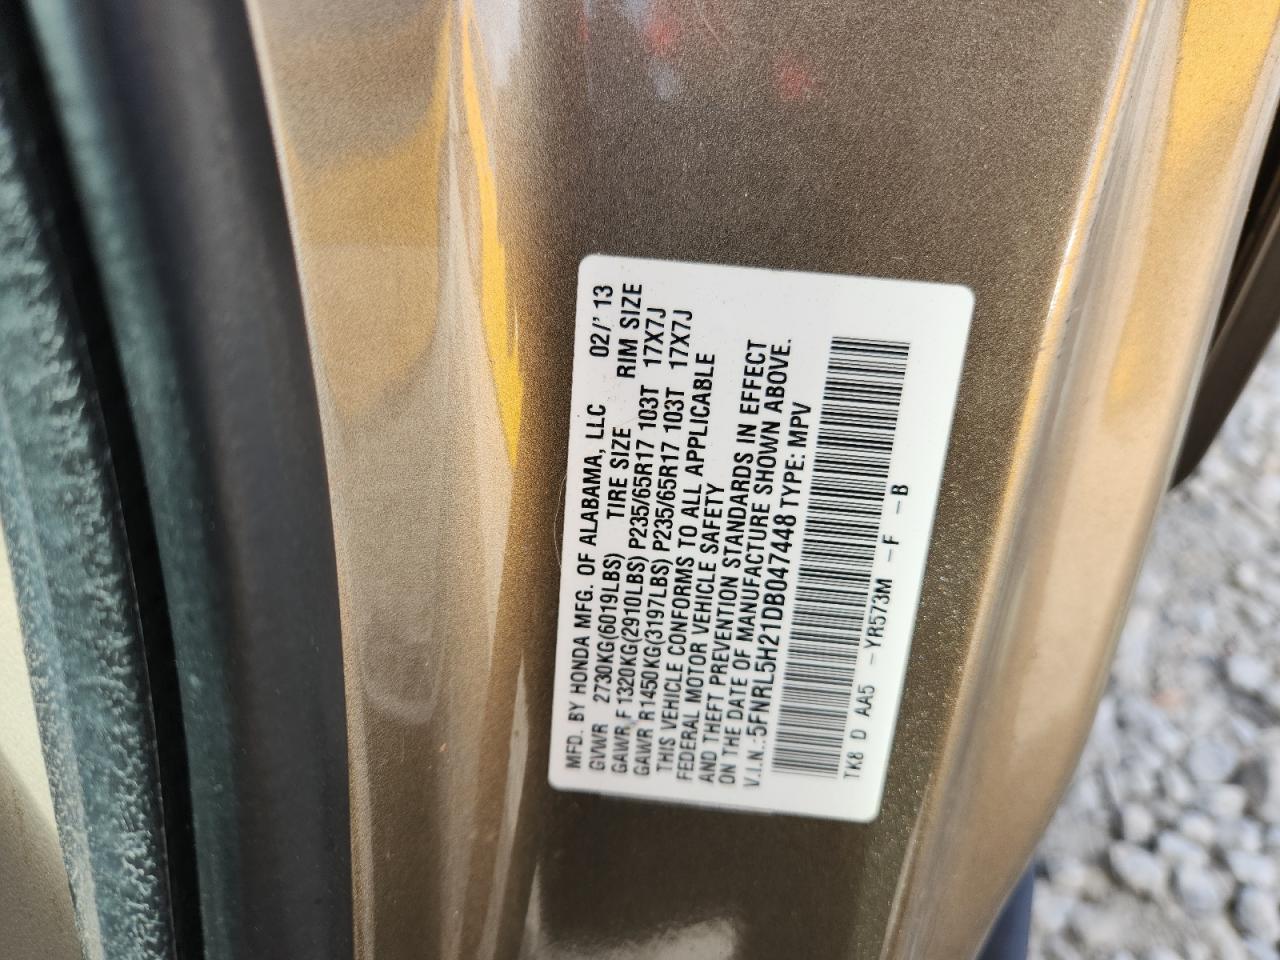 MFD. BY HONDA MFG. OF ALABAMA, LLC 02/'13
GVWR 2730KG(6019LBS) TIRE SIZE RIM SIZE
GAWR F1320KG(2910LBS) P235/65R17 103T 17X7J
GAWR R1450KG(3197LBS) P235/65R17 103T 17X7J
THIS VEHICLE CONFORMS TO ALL APPLICABLE
FEDERAL MOTOR VEHICLE SAFETY
AND THEFT PREVENTION STANDARDS IN EFFECT
ON THE DATE OF MANUFACTURE SHOWN ABOVE.
V.I.N.:5FNRL5H21DB047448 TYPE: MPV
TK8 D AA5 -YR573M -F -B